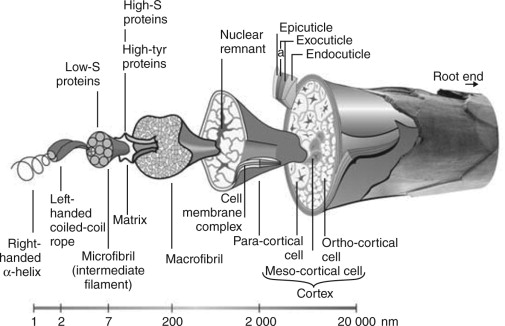 High-S
proteins
High-tyr
proteins
Low-S
proteins
Nuclear
remnant
Epicuticle
a
Exocuticle
Endocuticle
Root end
Right-
handed
α-helix
Left-
handed
coiled-coil
rope
Microfibril
(intermediate
filament)
Matrix
Macrofibril
Cell
membrane
complex
Para-cortical
cell
Meso-cortical cell
Ortho-cortical
cell
Cortex
1 2 7 200 2 000 20 000 nm